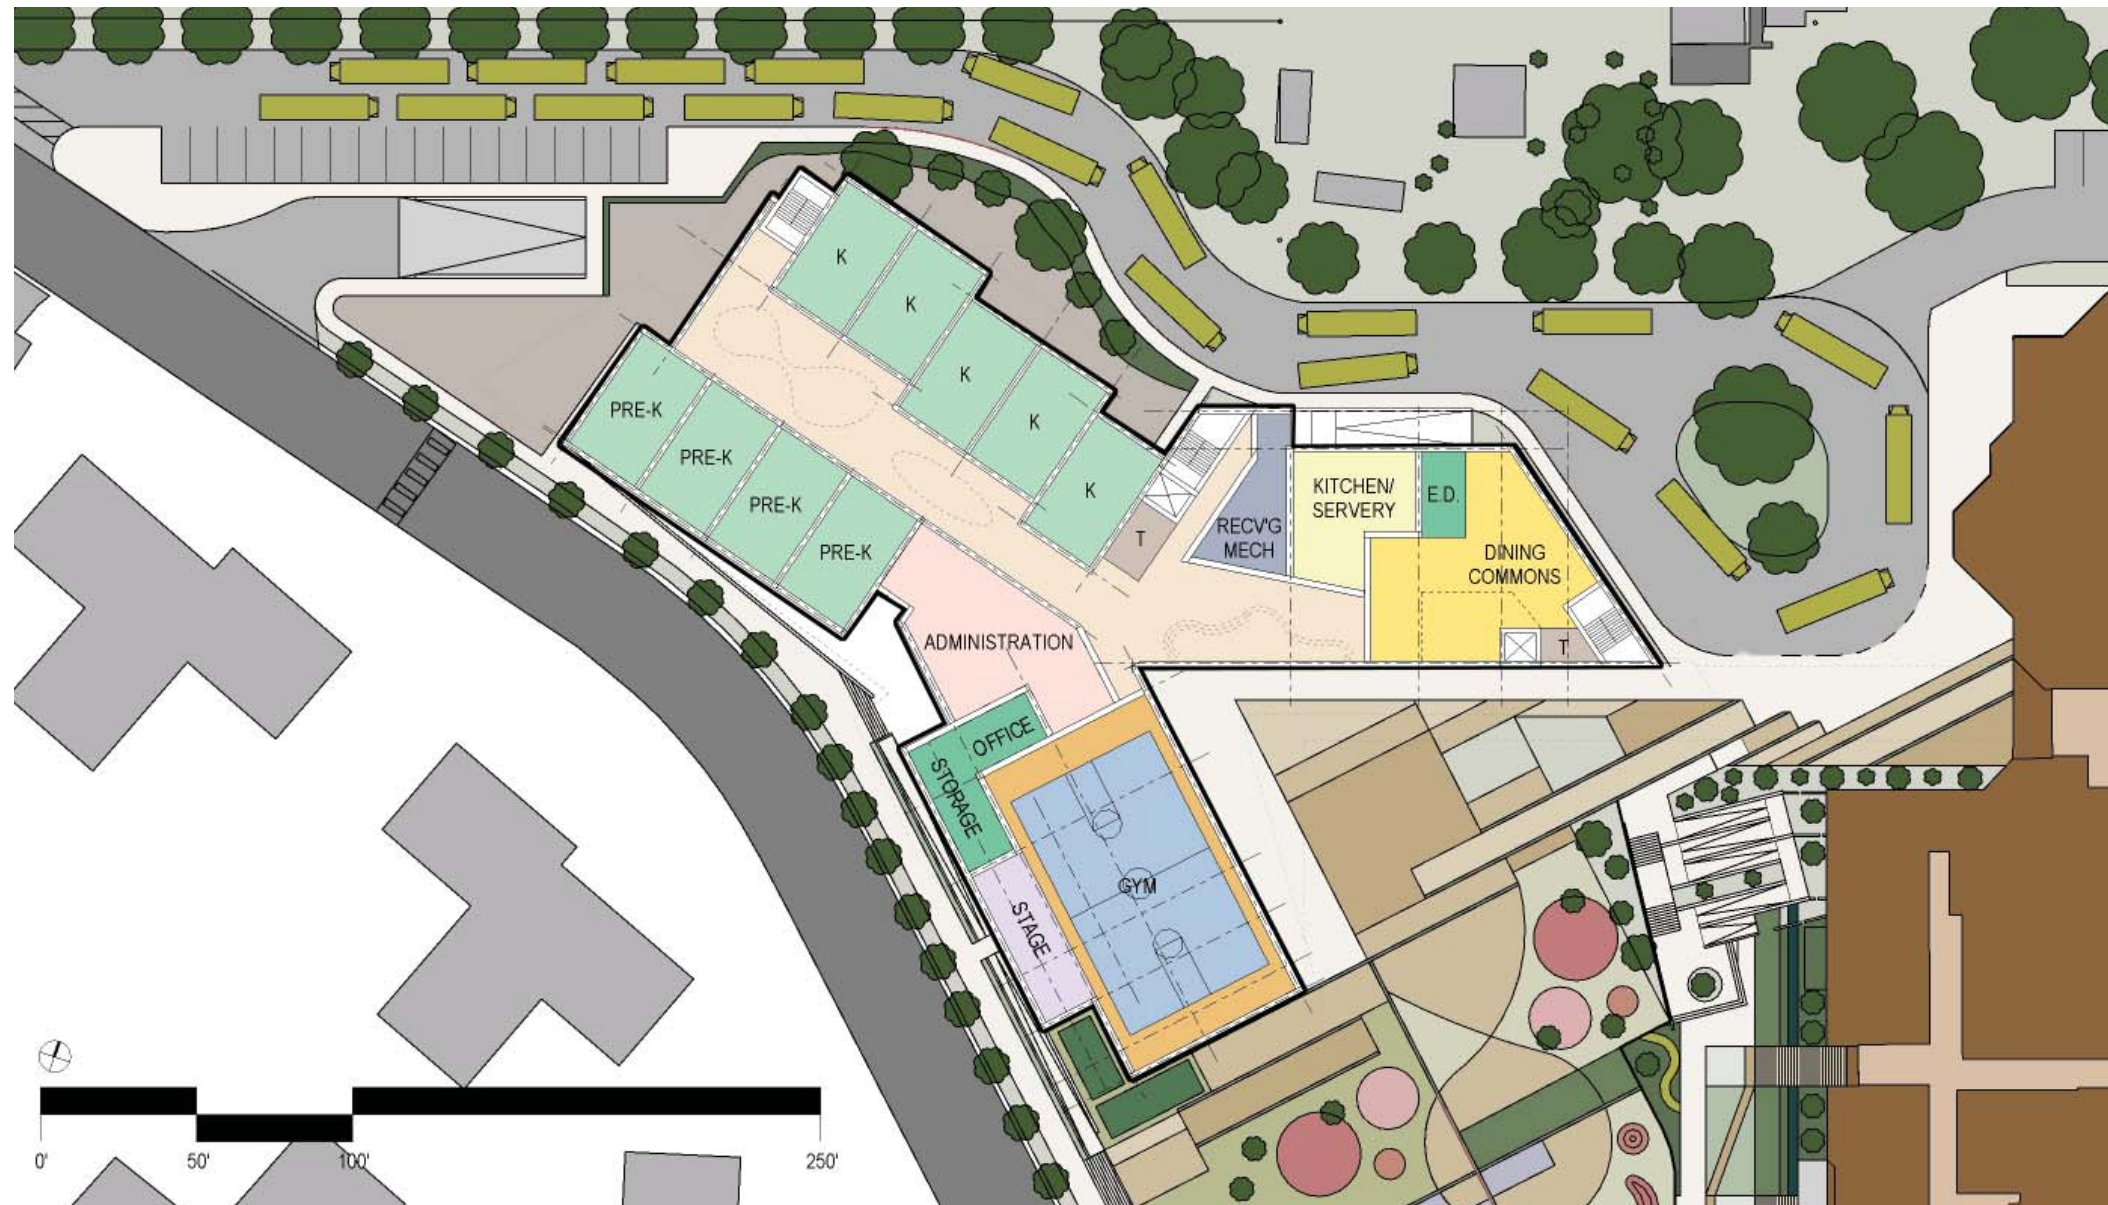 K
K
K
K
K
PRE-K
PRE-K
PRE-K
PRE-K
T
RECV'G
MECH
KITCHEN/
SERVERY
E.D.
DINING
COMMONS
T
ADMINISTRATION
OFFICE
STORAGE
STAGE
GYM
0'
50'
100'
250'